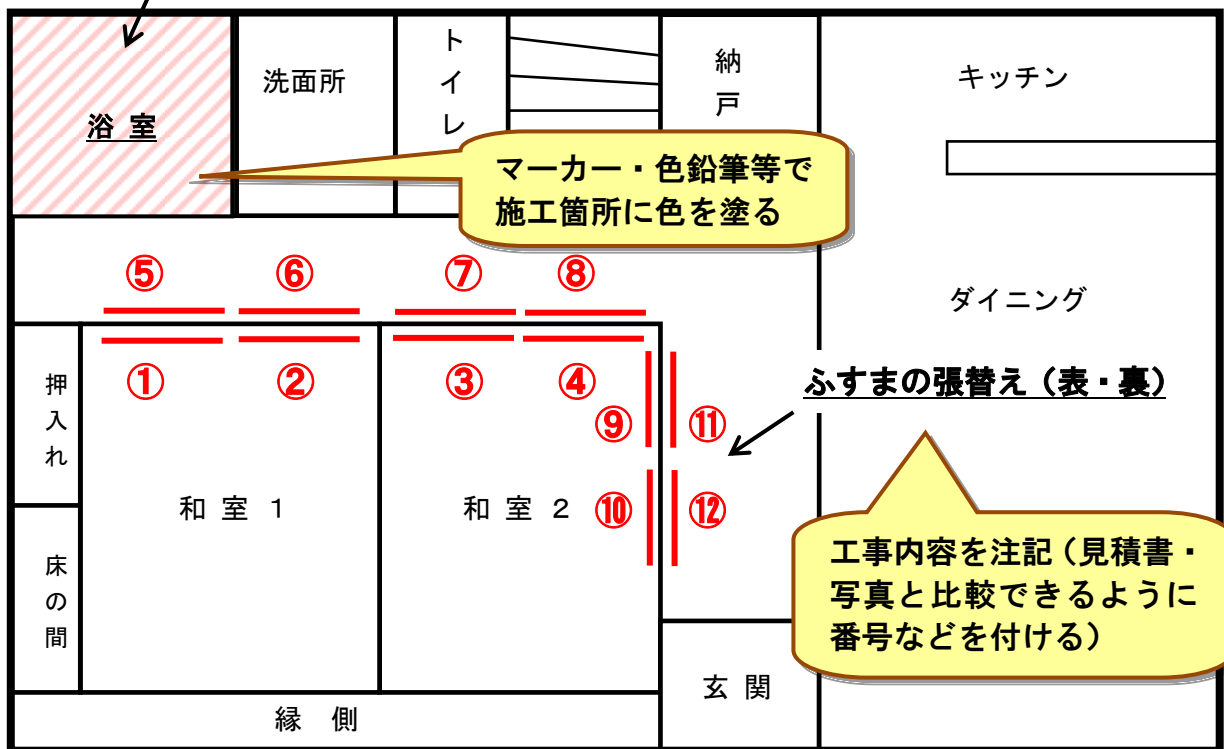 浴 室
洗面所
トイレ
納戸
キッチン
マーカー・色鉛筆等で
施工箇所に色を塗る
⑤ ⑥ ⑦ ⑧
ダイニング
① ② ③ ④
ふすまの張替え（表・裏）
押入れ
⑨ ⑪
和 室 1
和 室 2
⑩ ⑫
工事内容を注記（見積書・
写真と比較できるように
番号などを付ける）
床の間
玄 関
縁 側